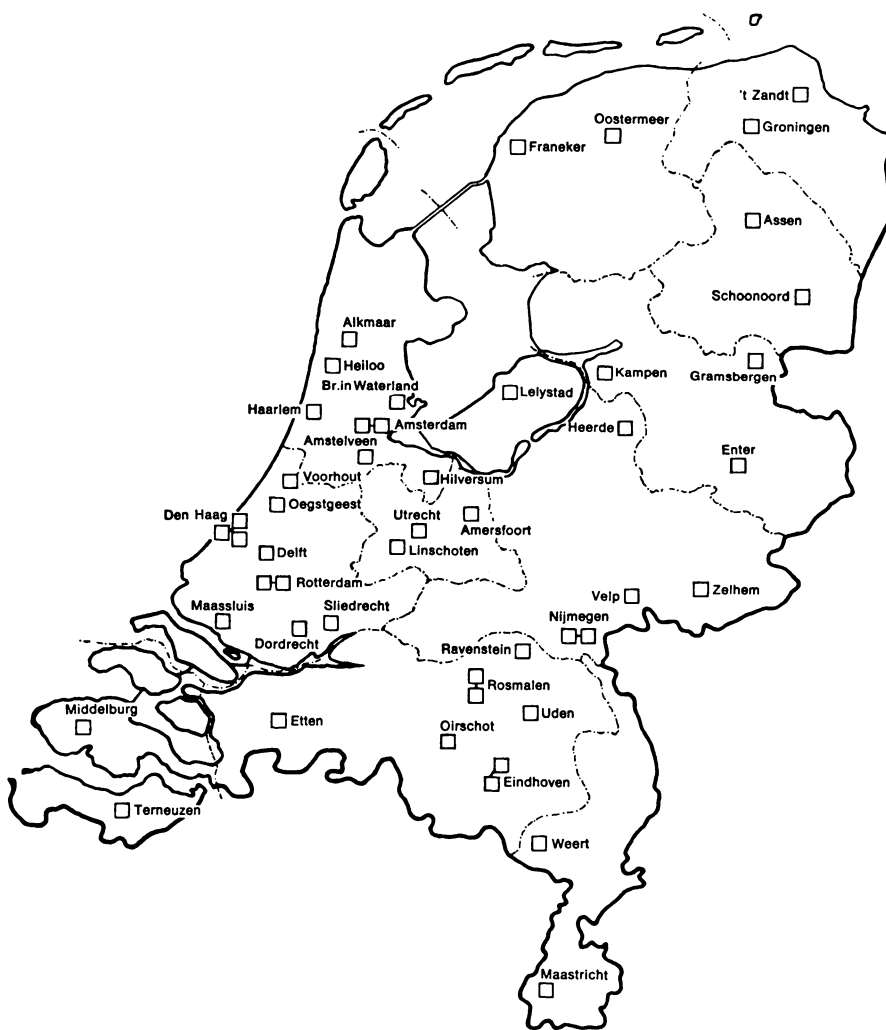 't Zandt
Oostermeer
Groningen
Franeker
Assen
Schoonoord
Alkmaar
Heiloo
Kampen
Gramsbergen
Br.in Waterland
Lelystad
Haarlem
Amsterdam
Heerde
Amstelveen
Enter
Voorhout
Hilversum
Oegstgeest
Den Haag
Utrecht
Amersfoort
Linschoten
Delft
Rotterdam
Zelhem
Velp
Maassluis
Sliedrecht
Nijmegen
Dordrecht
Ravenstein
Rosmalen
Middelburg
Etten
Uden
Oirschot
Eindhoven
Terneuzen
Weert
Maastricht